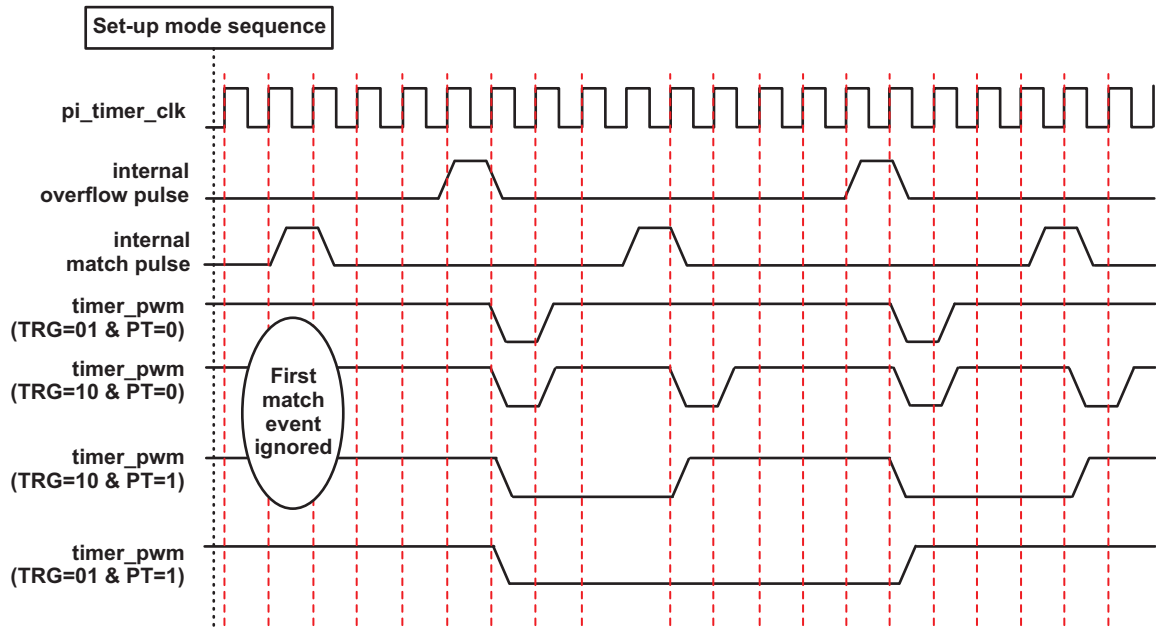 Set-up mode sequence
pi_timer_clk
internal
overflow pulse
internal
match pulse
timer_pwm
(TRG=01 & PT=0)
timer_pwm
(TRG=10 & PT=0)
First
match
event
ignored
timer_pwm
(TRG=10 & PT=1)
timer_pwm
(TRG=01 & PT=1)